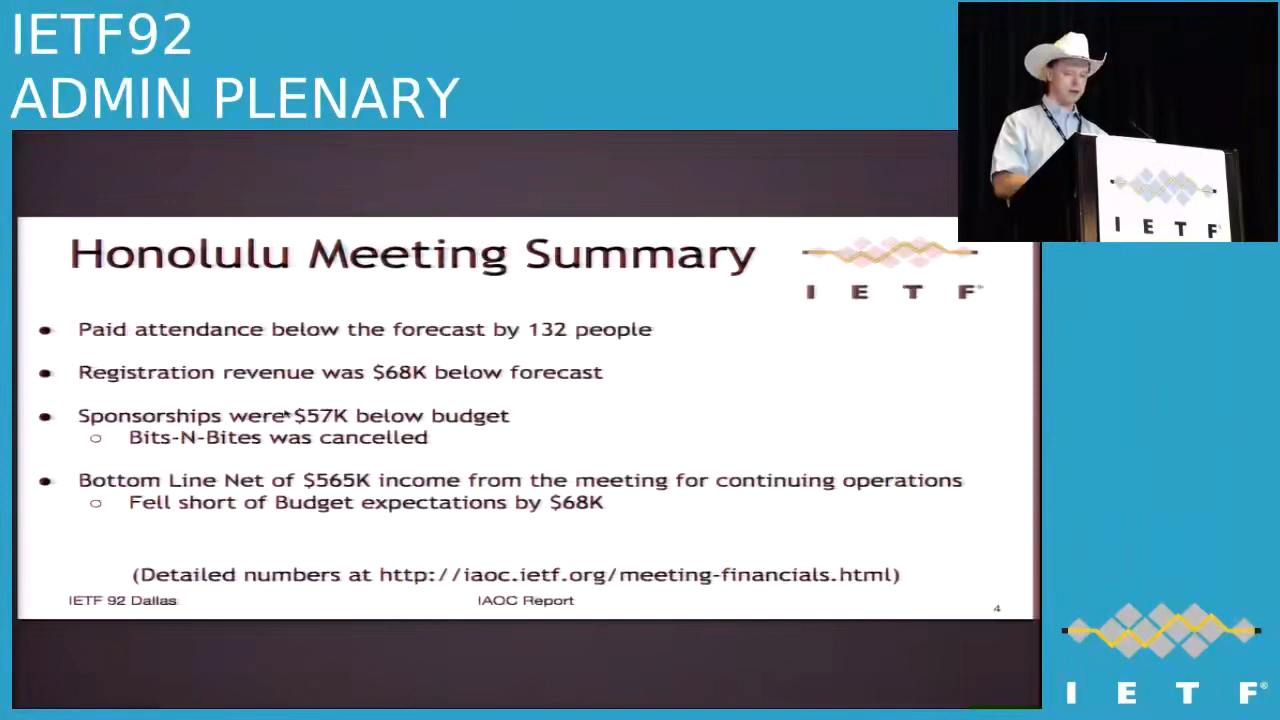 IETF92
ADMIN PLENARY
I E T F
Honolulu Meeting Summary
I E T F
• Paid attendance below the forecast by 132 people
• Registration revenue was $68K below forecast
• Sponsorships were $57K below budget
○ Bits-N-Bites was cancelled
• Bottom Line Net of $565K income from the meeting for continuing operations
○ Fell short of Budget expectations by $68K
(Detailed numbers at http://iaoc.ietf.org/meeting-financials.html)
IETF 92 Dallas IAOC Report 4
I E T F®